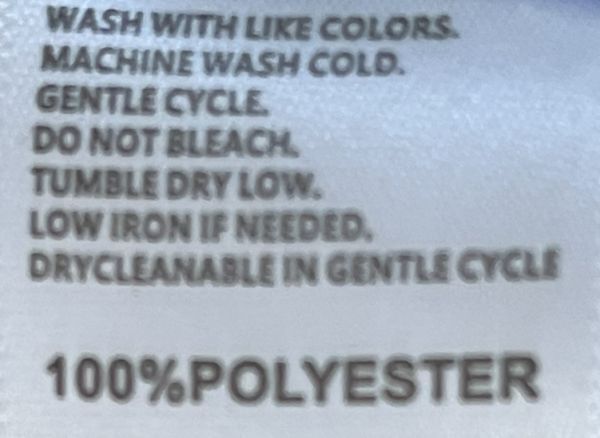 WASH WITH LIKE COLORS.
MACHINE WASH COLD.
GENTLE CYCLE.
DO NOT BLEACH.
TUMBLE DRY LOW.
LOW IRON IF NEEDED.
DRYCLEANABLE IN GENTLE CYCLE
100%POLYESTER